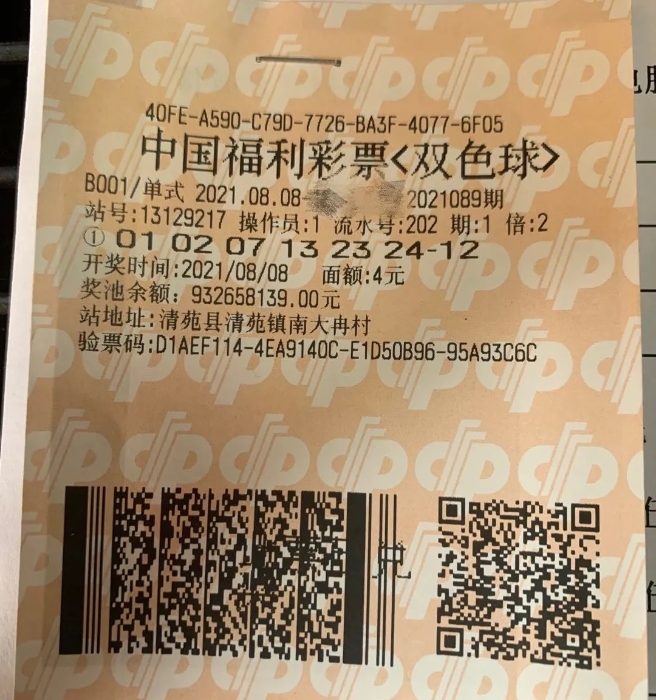 40FE-A590-C79D-7726-BA3F-4077-6F05
中国福利彩票<双色球>
B001/单式 2021.08.08- 2021089期
站号:13129217 操作员:1 流水号:202 期:1 倍:2
① 01 02 07 13 23 24-12
开奖时间:2021/08/08 面额:4元
奖池余额: 932658139.00元
站地址:清苑县清苑镇南大冉村
验票码:D1AEF114-4EA9140C-E1D50B96-95A93C6C